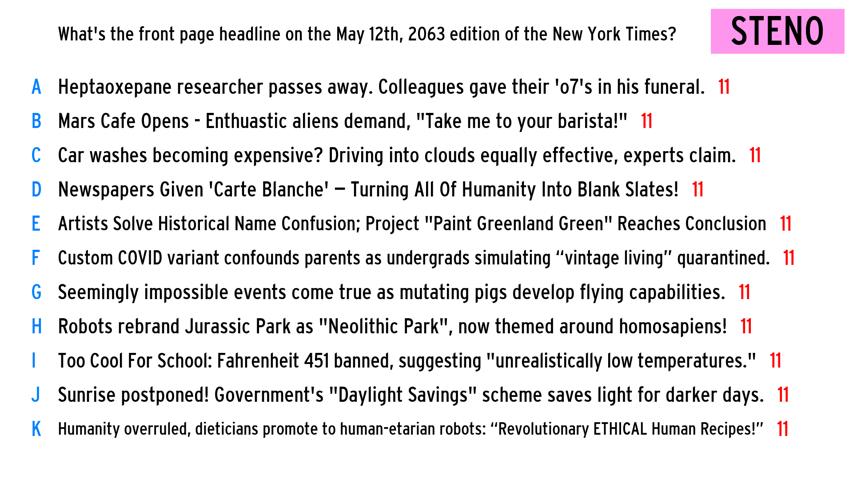 What's the front page headline on the May 12th, 2063 edition of the New York Times?
STENO
A Heptaoxepane researcher passes away. Colleagues gave their 'o7's in his funeral. 11
B Mars Cafe Opens - Enthuastic aliens demand, "Take me to your barista!" 11
C Car washes becoming expensive? Driving into clouds equally effective, experts claim. 11
D Newspapers Given 'Carte Blanche' – Turning All Of Humanity Into Blank Slates! 11
E Artists Solve Historical Name Confusion; Project "Paint Greenland Green" Reaches Conclusion 11
F Custom COVID variant confounds parents as undergrads simulating “vintage living” quarantined. 11
G Seemingly impossible events come true as mutating pigs develop flying capabilities. 11
H Robots rebrand Jurassic Park as "Neolithic Park", now themed around homosapiens! 11
I Too Cool For School: Fahrenheit 451 banned, suggesting "unrealistically low temperatures." 11
J Sunrise postponed! Government's "Daylight Savings" scheme saves light for darker days. 11
K Humanity overruled, dieticians promote to human-etarian robots: “Revolutionary ETHICAL Human Recipes!” 11